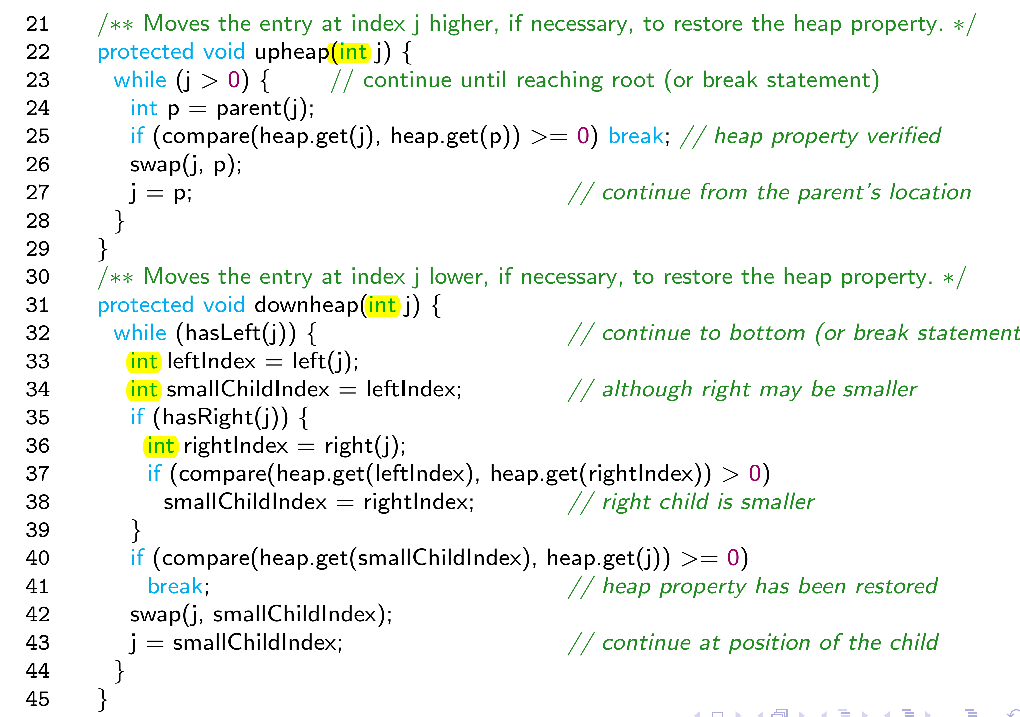 21 /** Moves the entry at index j higher, if necessary, to restore the heap property. */
22 protected void upheap(int j) {
23 while (j > 0) { // continue until reaching root (or break statement)
24 int p = parent(j);
25 if (compare(heap.get(j), heap.get(p)) >= 0) break; // heap property verified
26 swap(j, p);
27 j = p; // continue from the parent's location
28 }
29 }
30 /** Moves the entry at index j lower, if necessary, to restore the heap property. */
31 protected void downheap(int j) {
32 while (hasLeft(j)) { // continue to bottom (or break statement
33 int leftIndex = left(j);
34 int smallChildIndex = leftIndex; // although right may be smaller
35 if (hasRight(j)) {
36 int rightIndex = right(j);
37 if (compare(heap.get(leftIndex), heap.get(rightIndex)) > 0)
38 smallChildIndex = rightIndex; // right child is smaller
39 }
40 if (compare(heap.get(smallChildIndex), heap.get(j)) >= 0)
41 break; // heap property has been restored
42 swap(j, smallChildIndex);
43 j = smallChildIndex; // continue at position of the child
44 }
45 }